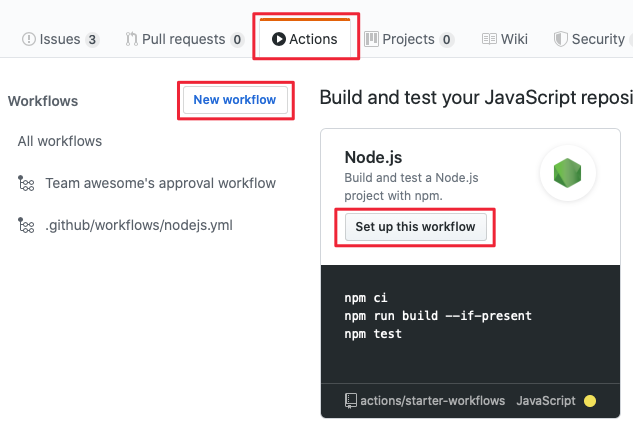 Issues 3 Pull requests 0 Actions Projects 0 Wiki Security
Workflows New workflow
All workflows
Team awesome's approval workflow
.github/workflows/nodejs.yml
Build and test your JavaScript reposi
Node.js
Build and test a Node.js
project with npm.
Set up this workflow
npm ci
npm run build --if-present
npm test
actions/starter-workflows JavaScript